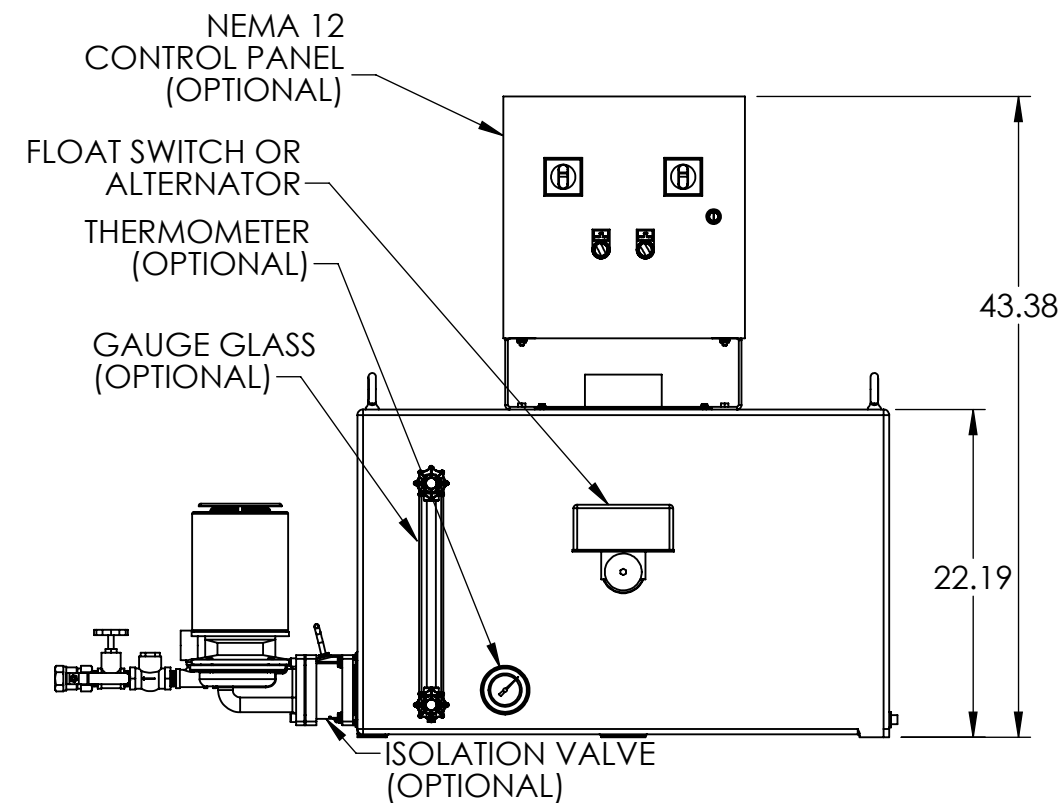 NEMA 12
CONTROL PANEL
(OPTIONAL)
FLOAT SWITCH OR
ALTERNATOR
THERMOMETER
(OPTIONAL)
GAUGE GLASS
(OPTIONAL)
43.38
22.19
ISOLATION VALVE
(OPTIONAL)